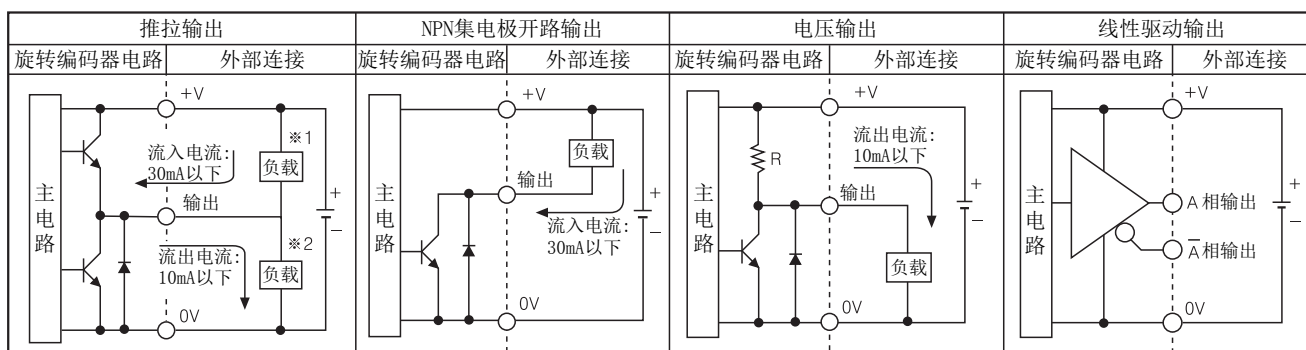 推拉输出
旋转编码器电路 外部连接
+V
※1
流入电流:
30mA以下
负载
主电路
输出
+
−
※2
流出电流:
10mA以下
负载
0V
NPN集电极开路输出
旋转编码器电路 外部连接
+V
负载
主电路
输出
+
−
流入电流:
30mA以下
0V
电压输出
旋转编码器电路 外部连接
+V
流出电流:
10mA以下
R
主电路
输出
+
−
负载
0V
线性驱动输出
旋转编码器电路 外部连接
+V
主电路
+
−
A 相输出
A̅ 相输出
0V